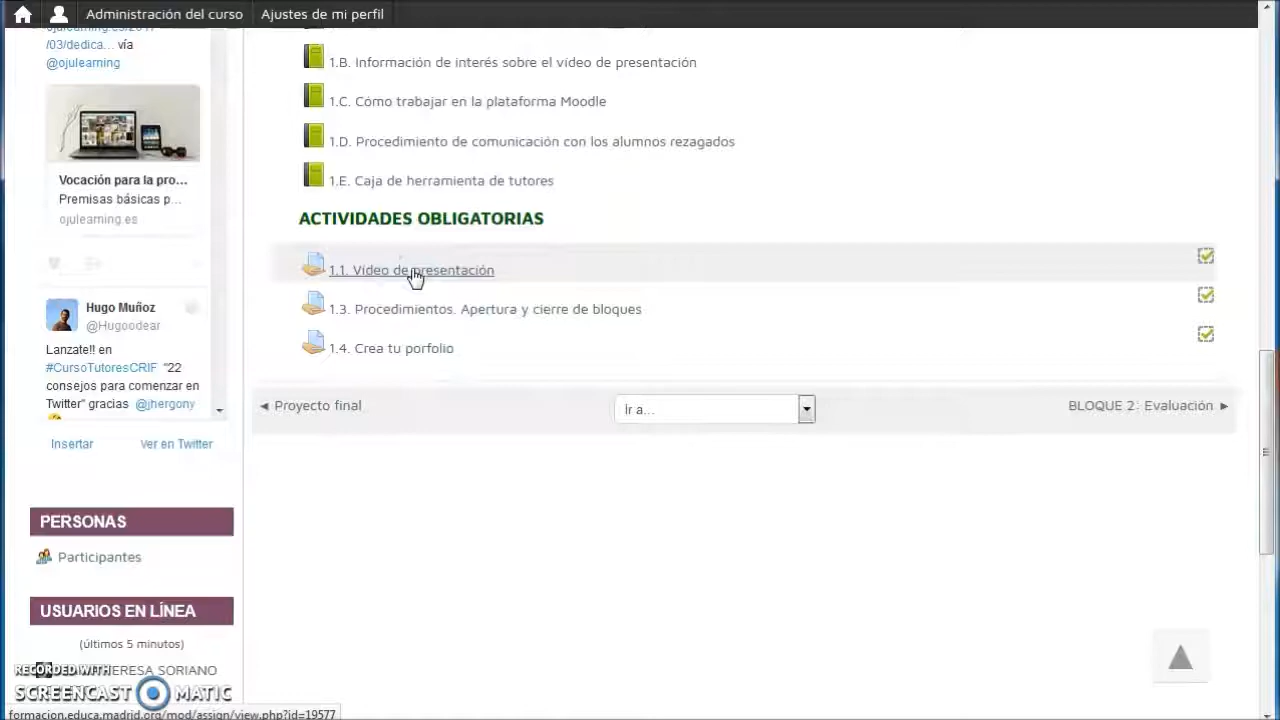 Administración del curso
Ajustes de mi perfil
ojulearning.es/2017
/03/dedica... vía
@ojulearning
Vocación para la pro...
Premisas básicas p...
ojulearning.es
Hugo Muñoz
@Hugoodear
Lanzate!! en
#CursoTutoresCRIF "22
consejos para comenzar en
Twitter" gracias @jhergony
Insertar
Ver en Twitter
PERSONAS
Participantes
USUARIOS EN LÍNEA
(últimos 5 minutos)
TERESA SORIANO
1.B. Información de interés sobre el vídeo de presentación
1.C. Cómo trabajar en la plataforma Moodle
1.D. Procedimiento de comunicación con los alumnos rezagados
1.E. Caja de herramienta de tutores
ACTIVIDADES OBLIGATORIAS
1.1. Vídeo de presentación
1.3. Procedimientos. Apertura y cierre de bloques
1.4. Crea tu porfolio
◄ Proyecto final
Ir a...
BLOQUE 2: Evaluación ►
RECORDED WITH
SCREENCAST MATIC
formacion.educa.madrid.org/mod/assign/view.php?id=19577